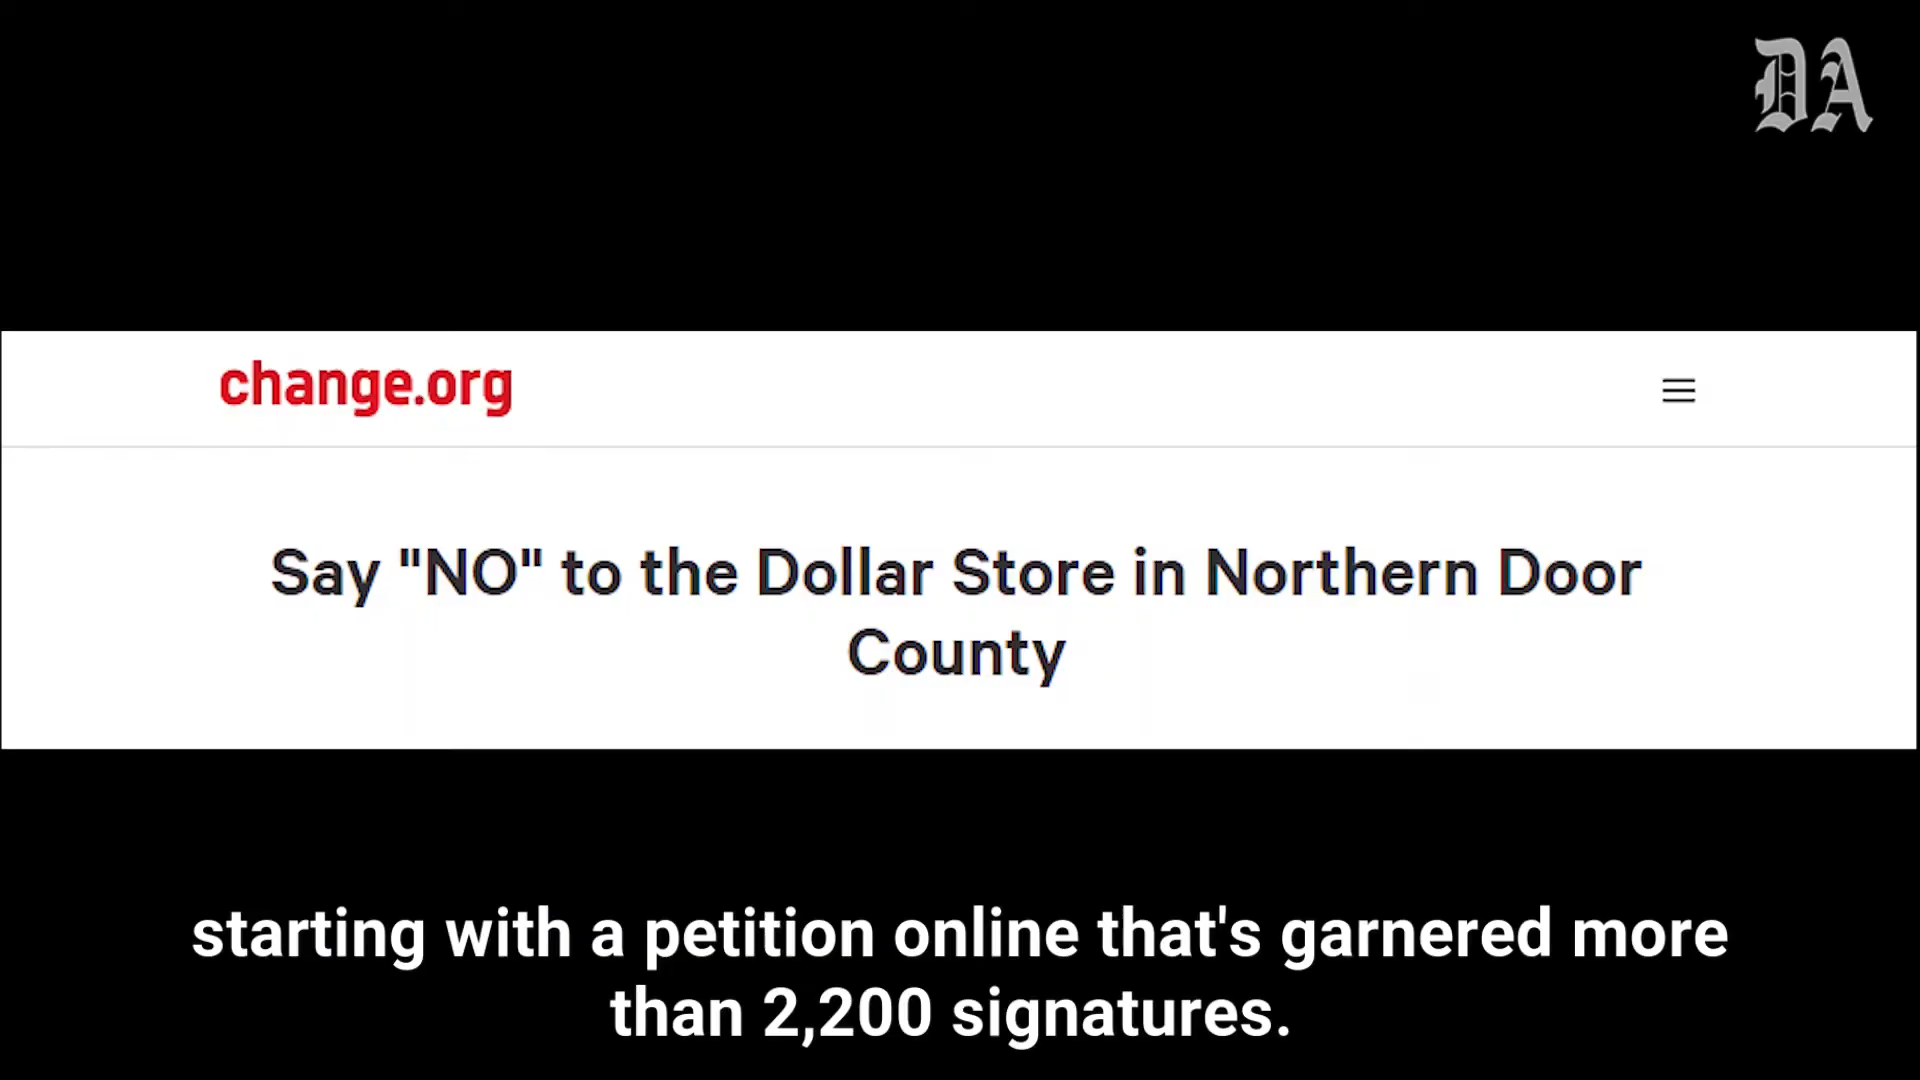 DA
change.org
Say "NO" to the Dollar Store in Northern Door
County
starting with a petition online that's garnered more
than 2,200 signatures.